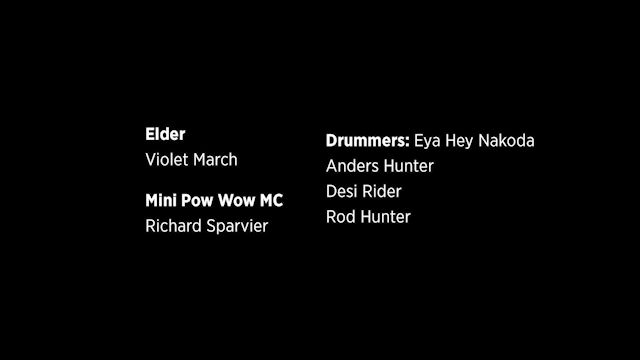 Elder
Violet March
Mini Pow Wow MC
Richard Sparvier
Drummers: Eya Hey Nakoda
Anders Hunter
Desi Rider
Rod Hunter